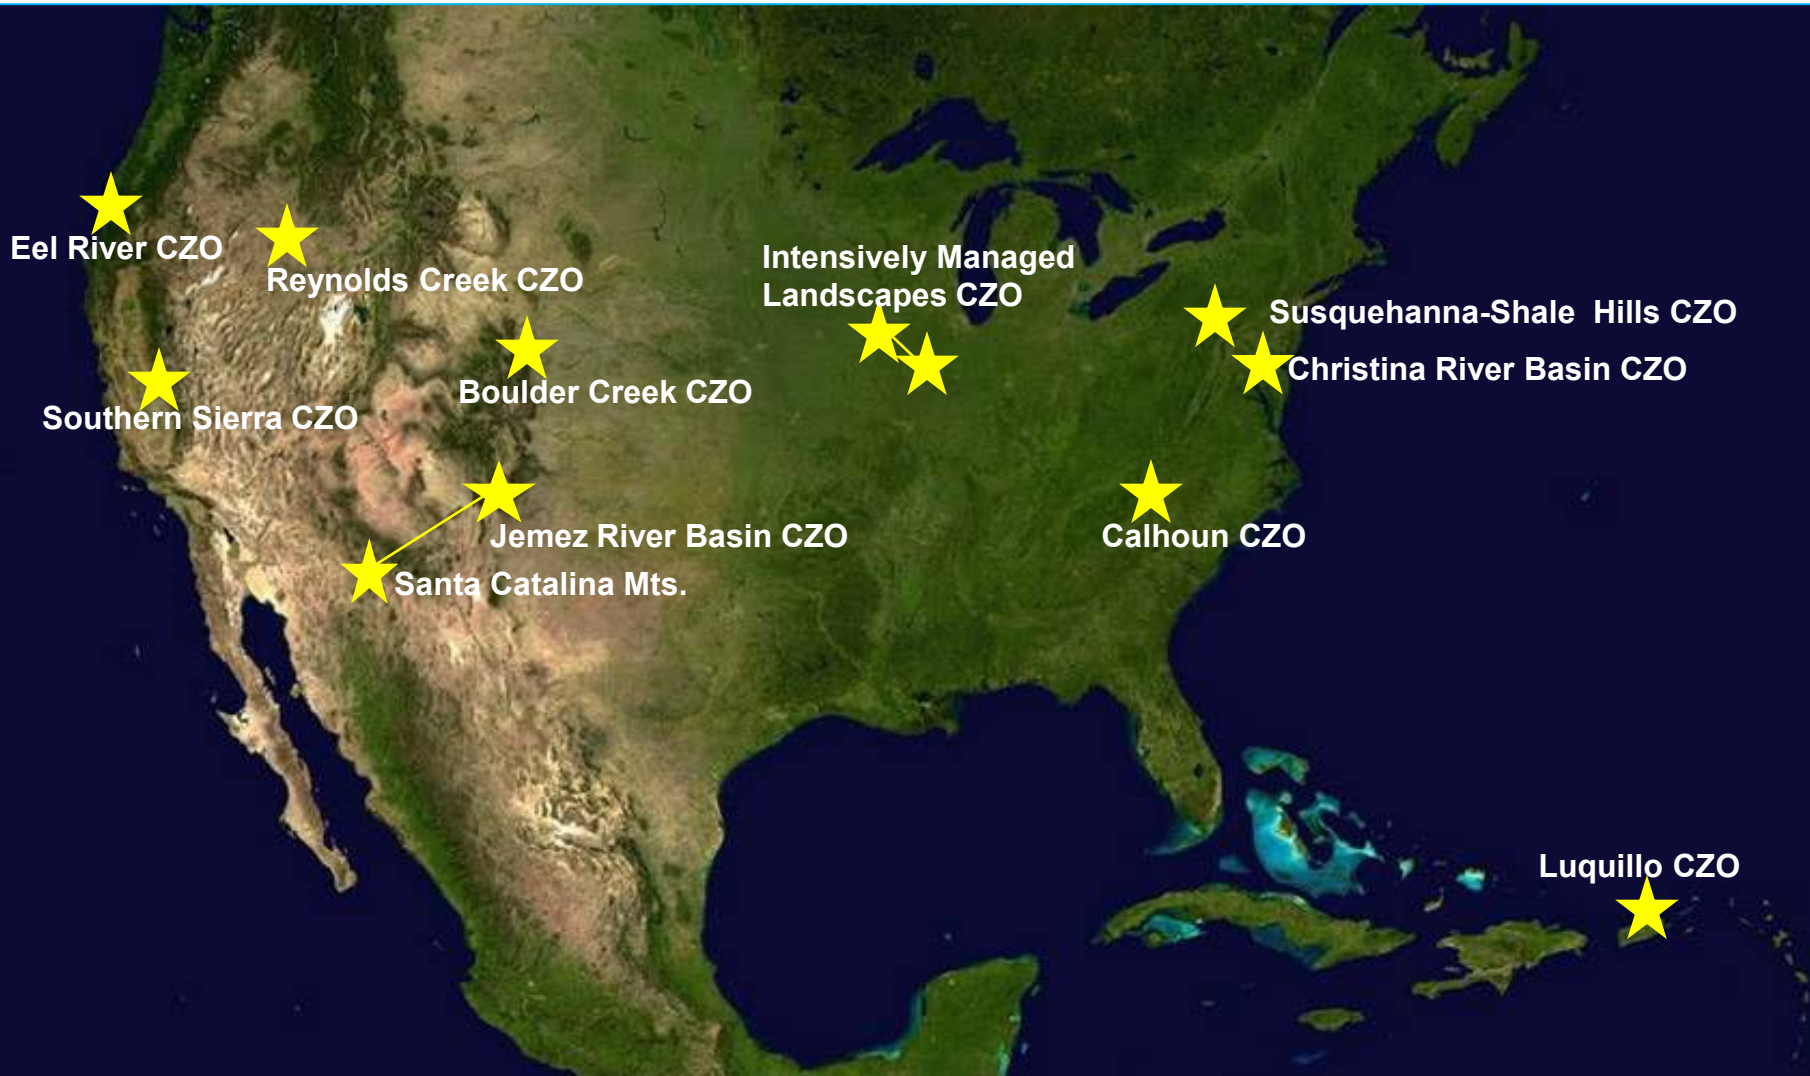 Eel River CZO
Reynolds Creek CZO
Intensively Managed
Landscapes CZO
Susquehanna-Shale  Hills CZO
Christina River Basin CZO
Boulder Creek CZO
Southern Sierra CZO
Jemez River Basin CZO
Calhoun CZO
Santa Catalina Mts.
Luquillo CZO